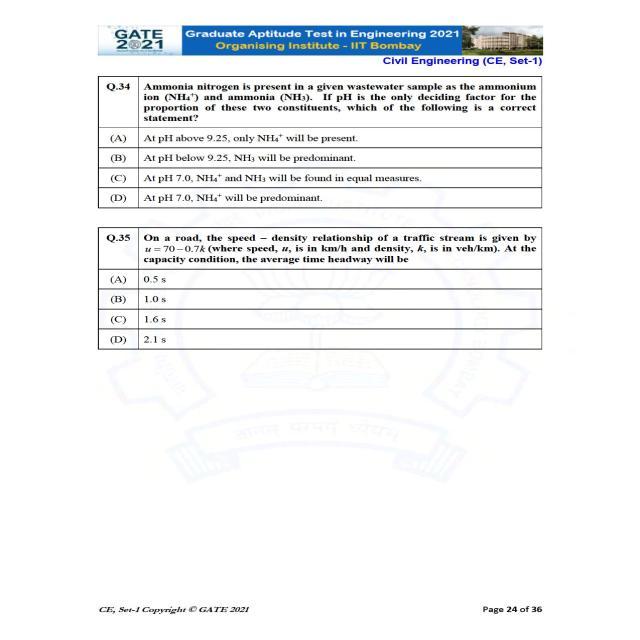 GATE
2021
Graduate Aptitude Test in Engineering 2021
Organising Institute - IIT Bombay
Civil Engineering (CE, Set-1)
Q.34 Ammonia nitrogen is present in a given wastewater sample as the ammonium
ion (NH₄⁺) and ammonia (NH₃). If pH is the only deciding factor for the
proportion of these two constituents, which of the following is a correct
statement?
(A) At pH above 9.25, only NH₄⁺ will be present.
(B) At pH below 9.25, NH₃ will be predominant.
(C) At pH 7.0, NH₄⁺ and NH₃ will be found in equal measures.
(D) At pH 7.0, NH₄⁺ will be predominant.
Q.35 On a road, the speed – density relationship of a traffic stream is given by
u = 70 – 0.7k (where speed, u, is in km/h and density, k, is in veh/km). At the
capacity condition, the average time headway will be
(A) 0.5 s
(B) 1.0 s
(C) 1.6 s
(D) 2.1 s
CE, Set-1 Copyright © GATE 2021
Page 24 of 36